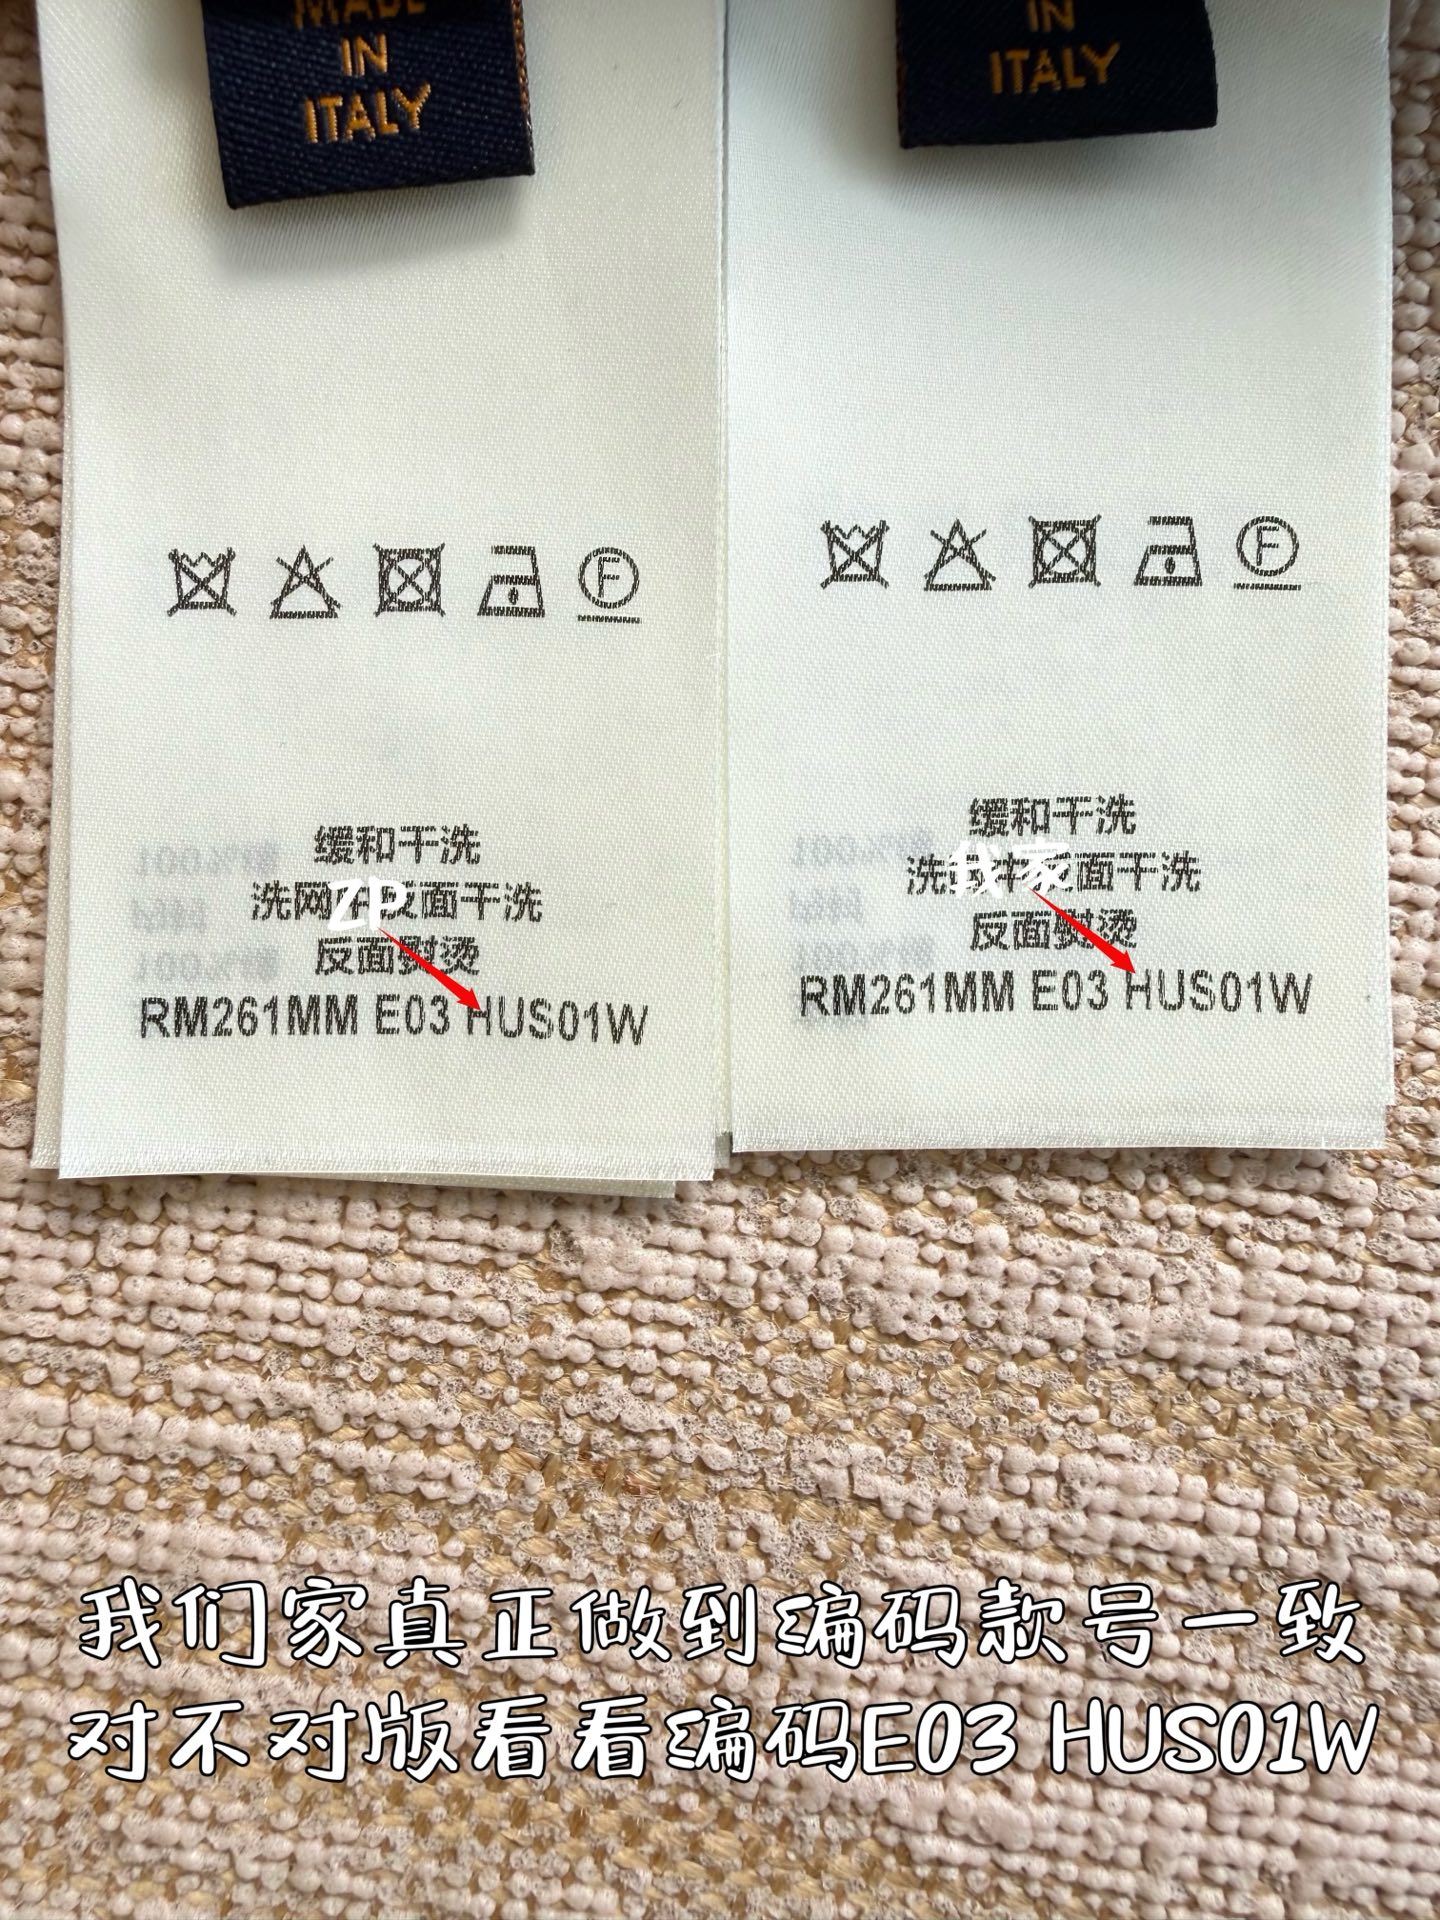 MADE
IN
ITALY
IN
ITALY
F
F
缓和干洗
洗网中反面干洗
反面熨烫
RM261MM E03 HUS01W
ZP
缓和干洗
洗网中反面干洗
反面熨烫
RM261MM E03 HUS01W
我家
我们家真正做到编码款号一致
对不对版看看编码E03 HUS01W